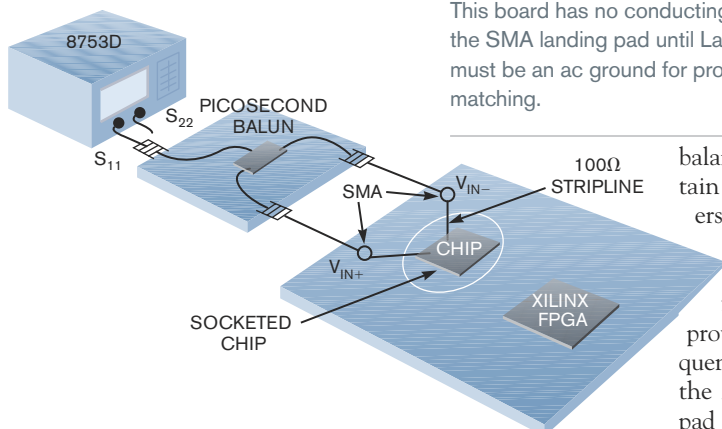 This board has no conducting
the SMA landing pad until La
must be an ac ground for pro
matching.
8753D
PICOSECOND
BALUN
S22
S11
SMA
VIN−
VIN+
100Ω
STRIPLINE
CHIP
SOCKETED
CHIP
XILINX
FPGA
bala
tain
ers
prov
quer
the
pad